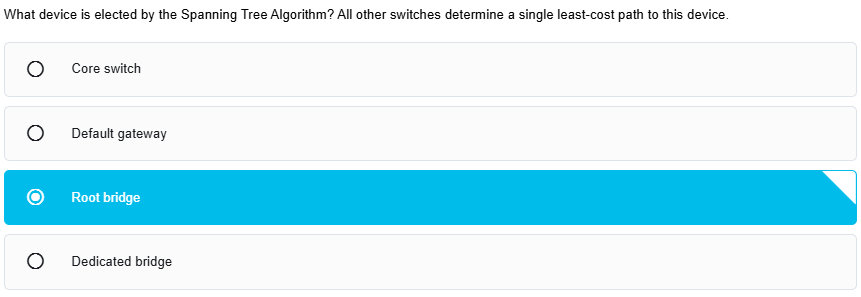 What device is elected by the Spanning Tree Algorithm? All other switches determine a single least-cost path to this device.
Core switch
Default gateway
Root bridge
Dedicated bridge